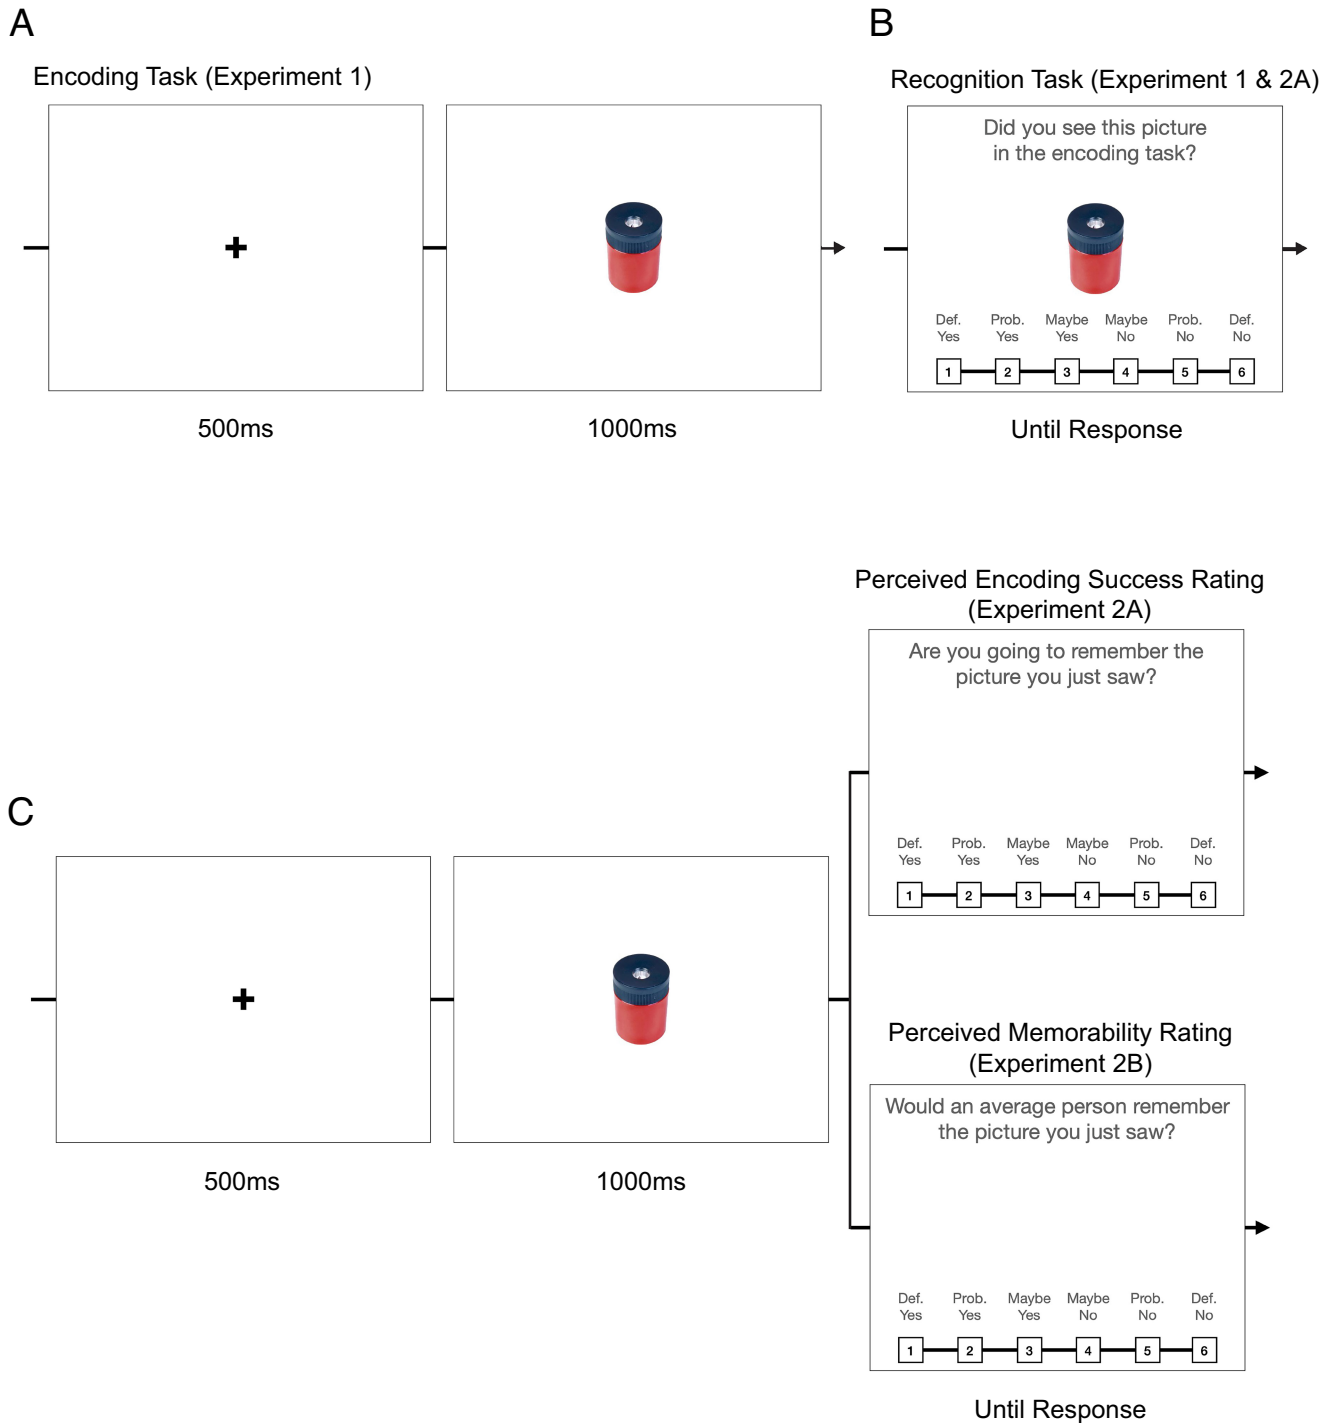 A
Encoding Task (Experiment 1)
500ms
1000ms
B
Recognition Task (Experiment 1 & 2A)
Did you see this picture
in the encoding task?
Def. Prob. Maybe Maybe Prob. Def.
Yes Yes Yes No No No
1 2 3 4 5 6
Until Response
C
500ms
1000ms
Perceived Encoding Success Rating
(Experiment 2A)
Are you going to remember the
picture you just saw?
Def. Prob. Maybe Maybe Prob. Def.
Yes Yes Yes No No No
1 2 3 4 5 6
Perceived Memorability Rating
(Experiment 2B)
Would an average person remember
the picture you just saw?
Def. Prob. Maybe Maybe Prob. Def.
Yes Yes Yes No No No
1 2 3 4 5 6
Until Response